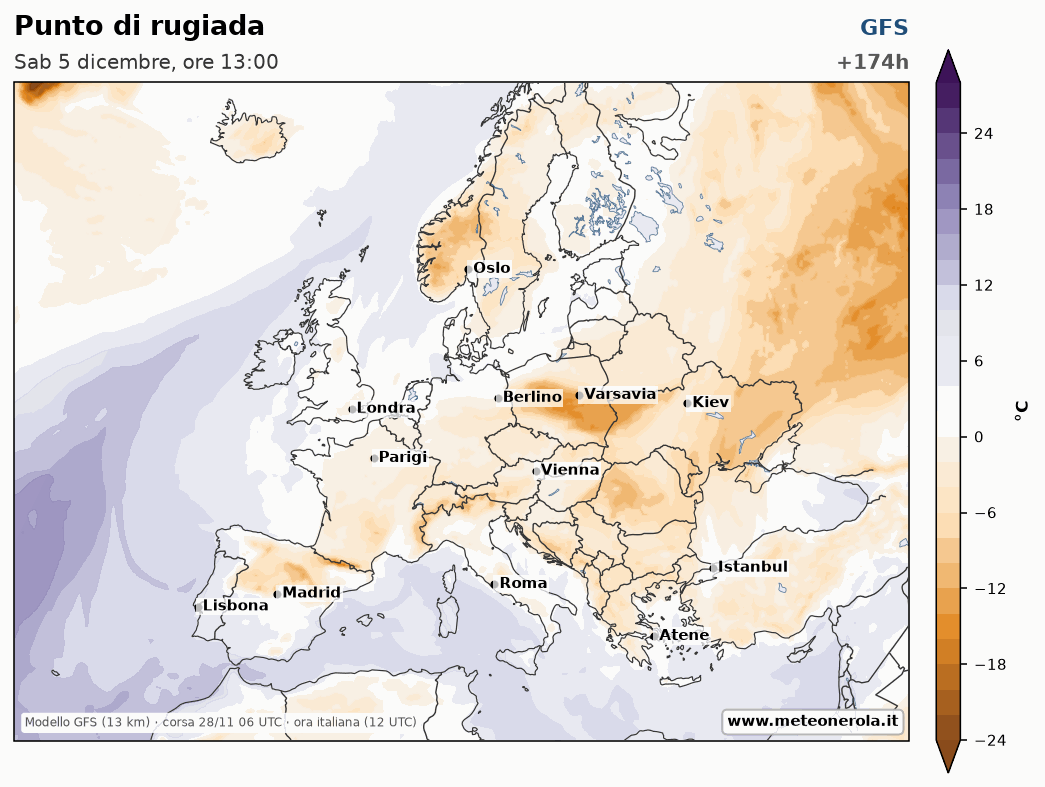 Punto di rugiada
GFS
Sab 5 dicembre, ore 13:00
+174h
24
18
12
6
0
−6
−12
−18
−24
°C
Oslo
Berlino
Varsavia
Kiev
Londra
Parigi
Vienna
Istanbul
Roma
Madrid
Lisbona
Atene
Modello GFS (13 km) · corsa 28/11 06 UTC · ora italiana (12 UTC)
www.meteonerola.it